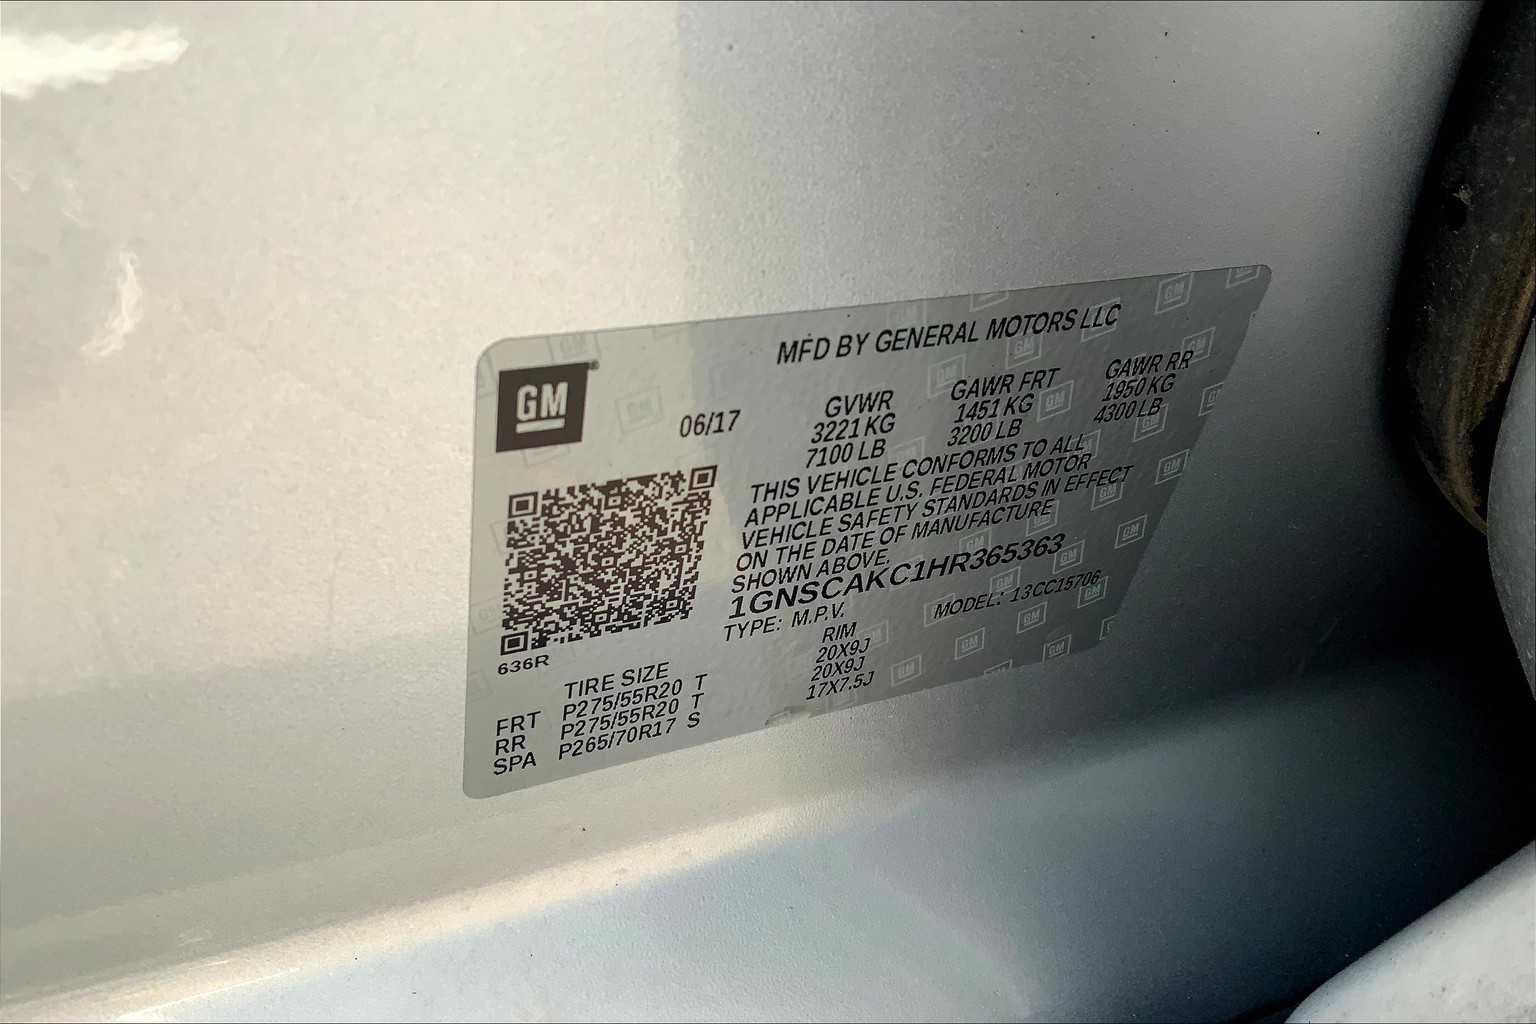 MFD BY GENERAL MOTORS LLC
GM
06/17
GVWR GAWR FRT GAWR RR
3221 KG 1451 KG 1950 KG
7100 LB 3200 LB 4300 LB
THIS VEHICLE CONFORMS TO ALL
APPLICABLE U.S. FEDERAL MOTOR
VEHICLE SAFETY STANDARDS IN EFFECT
ON THE DATE OF MANUFACTURE
SHOWN ABOVE.
1GNSCAKC1HR365363
TYPE: M.P.V. MODEL: 13CC15706
636R
TIRE SIZE RIM
FRT P275/55R20 T 20X9J
RR P275/55R20 T 20X9J
SPA P265/70R17 S 17X7.5J